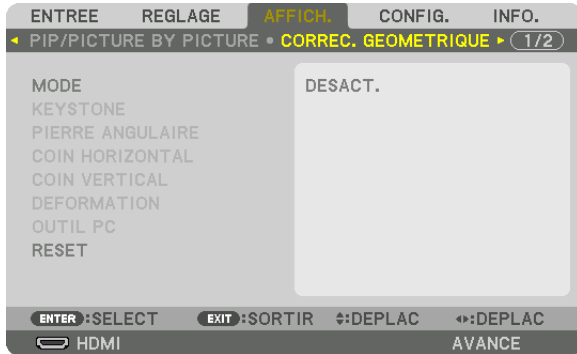 ENTREE REGLAGE AFFICH. CONFIG. INFO.
PIP/PICTURE BY PICTURE • CORREC. GEOMETRIQUE 1/2
MODE DESACT.
KEYSTONE
PIERRE ANGULAIRE
COIN HORIZONTAL
COIN VERTICAL
DEFORMATION
OUTIL PC
RESET
ENTER :SELECT EXIT :SORTIR :DEPLAC :DEPLAC
HDMI AVANCE